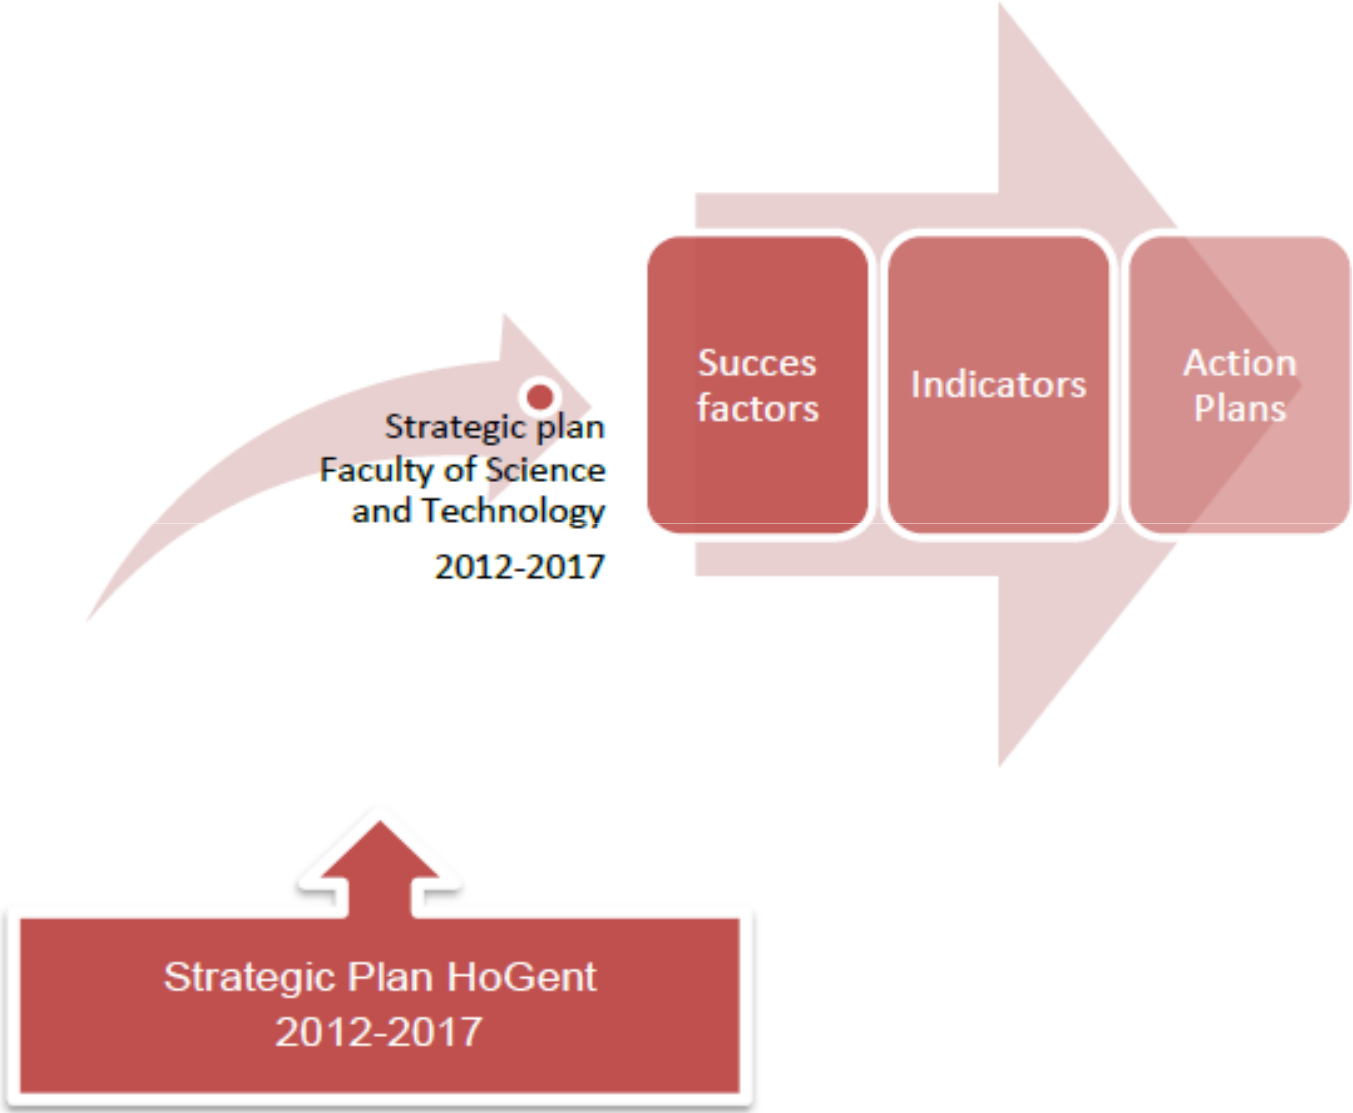 Succes
factors
Indicators
Action
Plans
Strategic plan
Faculty of Science
and Technology
2012-2017
Strategic Plan HoGent
2012-2017